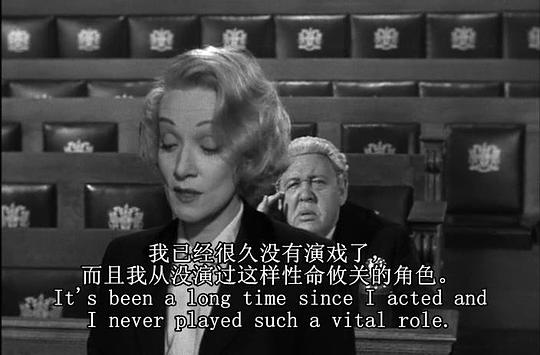 我已经很久没有演戏了
而且我从没演过这样性命攸关的角色。
It's been a long time since I acted and
I never played such a vital role.